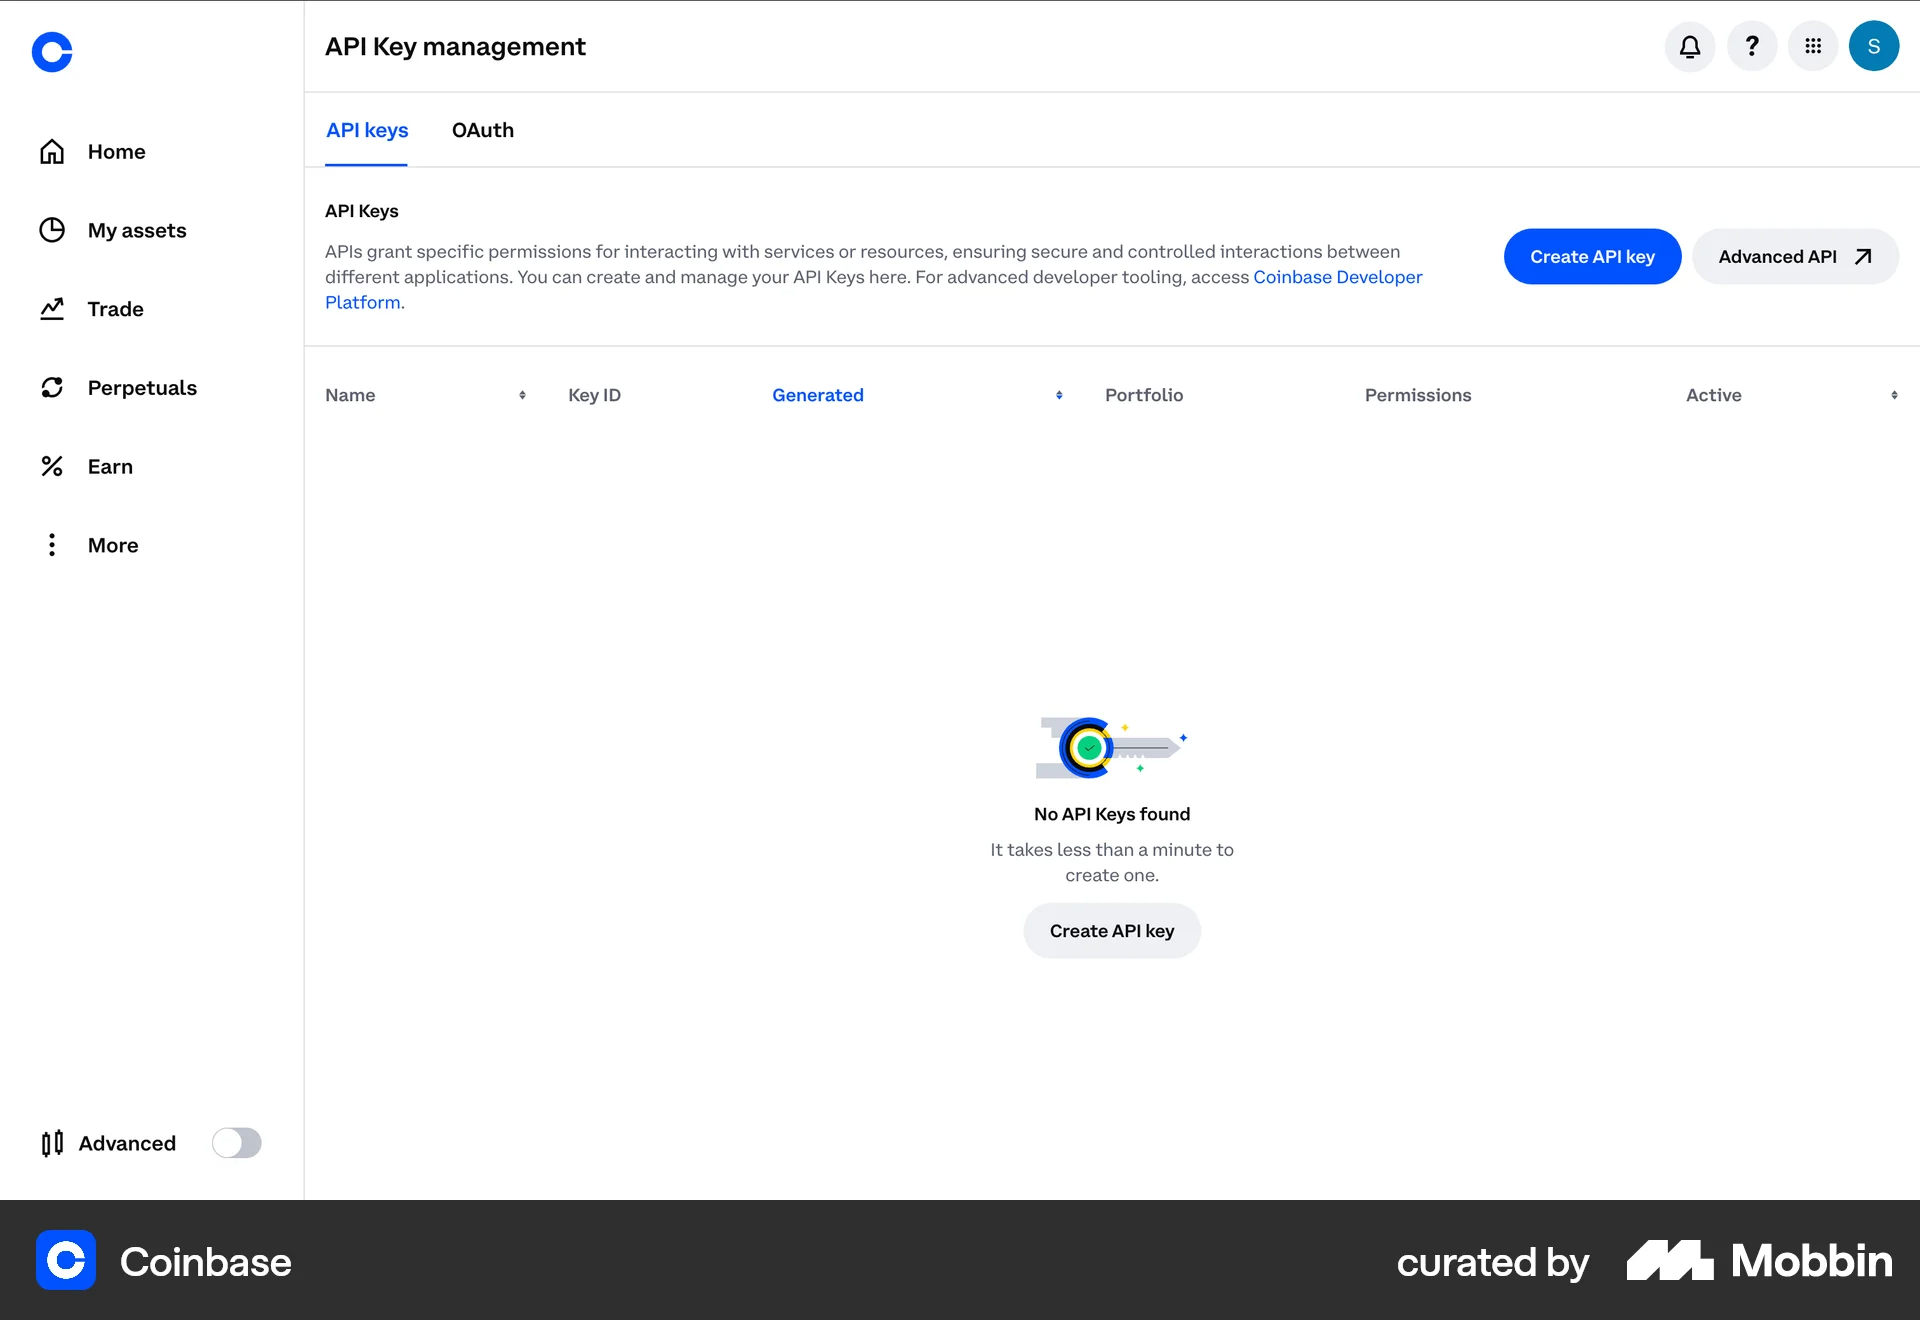 API Key management
S
Home
My assets
Trade
Perpetuals
Earn
More
Advanced
API keys
OAuth
API Keys
APIs grant specific permissions for interacting with services or resources, ensuring secure and controlled interactions between
different applications. You can create and manage your API Keys here. For advanced developer tooling, access Coinbase Developer
Platform.
Create API key
Advanced API
Name
Key ID
Generated
Portfolio
Permissions
Active
No API Keys found
It takes less than a minute to
create one.
Create API key
Coinbase
curated by
Mobbin